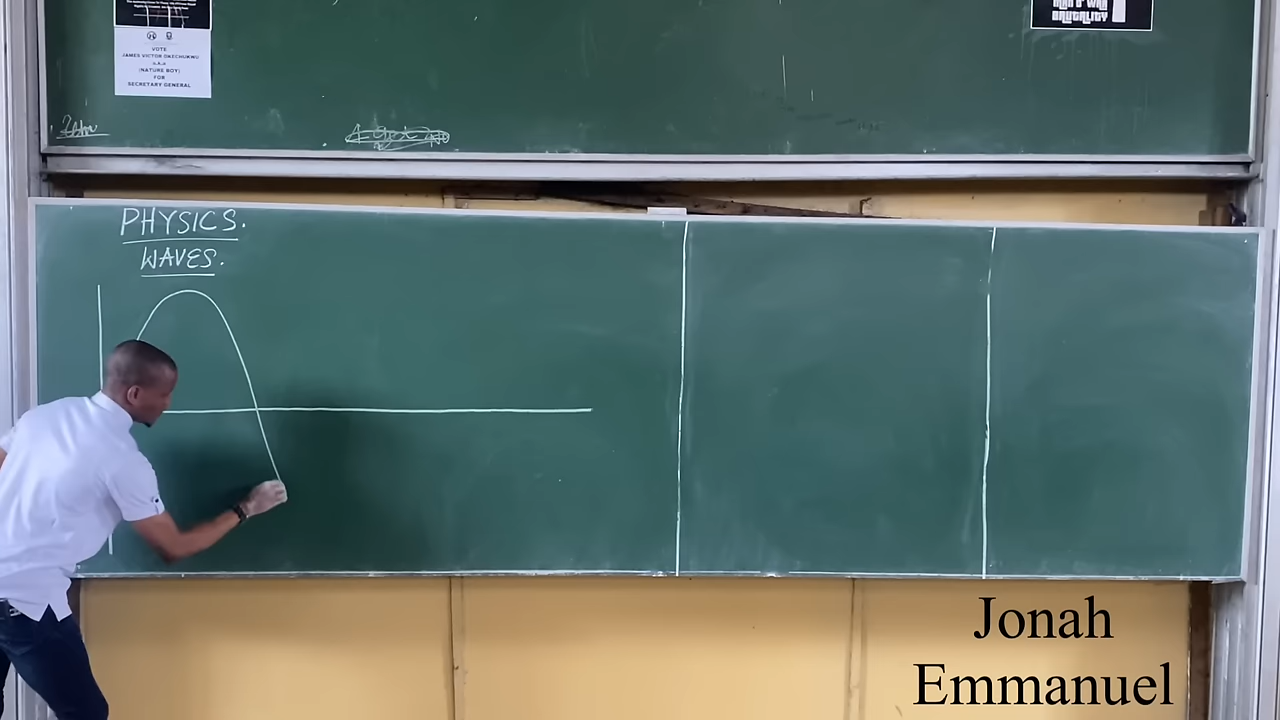 VOTE
JAMES VICTOR OKECHUKWU
a.k.a
(NATURE BOY)
FOR
SECRETARY GENERAL
BRUTALITY
PHYSICS.
WAVES.
Jonah
Emmanuel